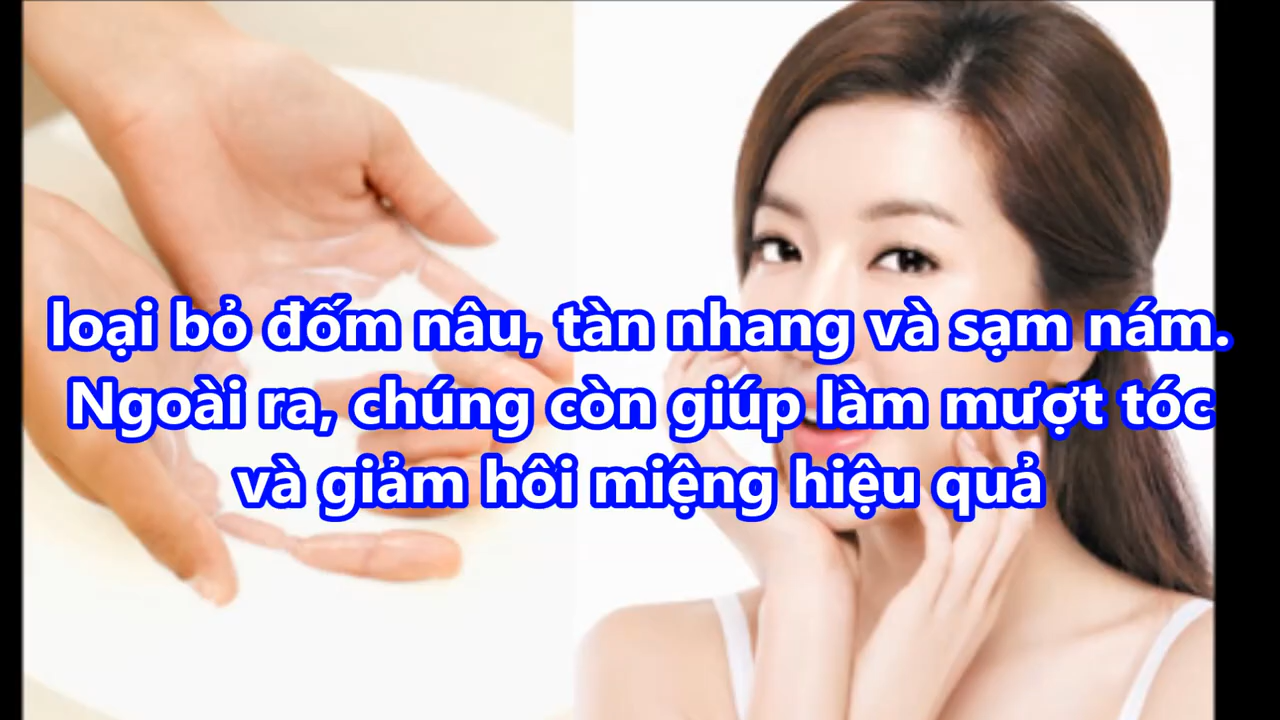 loại bỏ đốm nâu, tàn nhang và sạm nám.
Ngoài ra, chúng còn giúp làm mượt tóc
và giảm hôi miệng hiệu quả